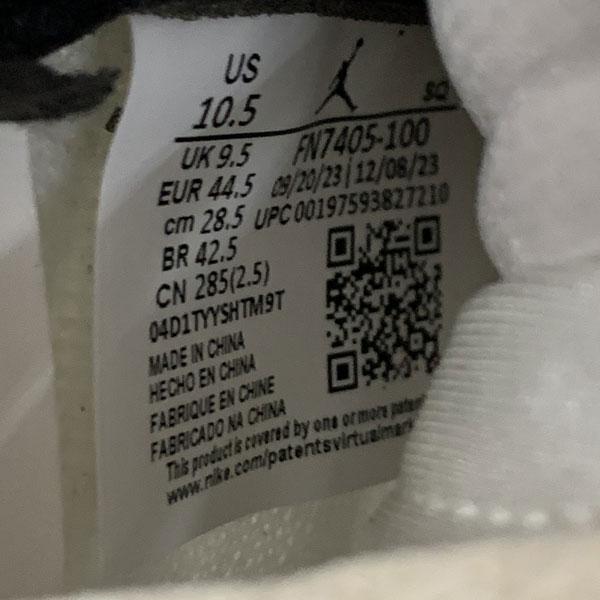 US
10.5
SQ
UK 9.5
FN7405-100
EUR 44.5
09/20/23 | 12/08/23
cm 28.5
UPC 00197593827210
BR 42.5
CN 285(2.5)
04D1TYYSHTM9T
MADE IN CHINA
HECHO EN CHINA
FABRIQUE EN CHINE
FABRICADO NA CHINA
This product is covered by one or more
www.nike.com/patentsvirtualmark